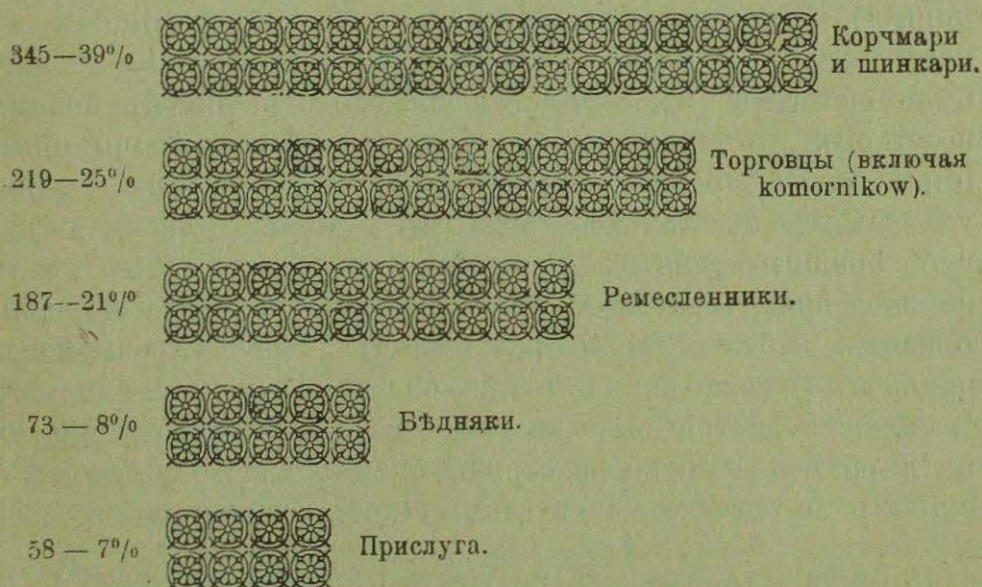 345—39% Корчмари
и шинкари.
219—25% Торговцы (включая
komornikow).
187--21% Ремесленники.
73 — 8% Бѣдняки.
58 — 7% Прислуга.